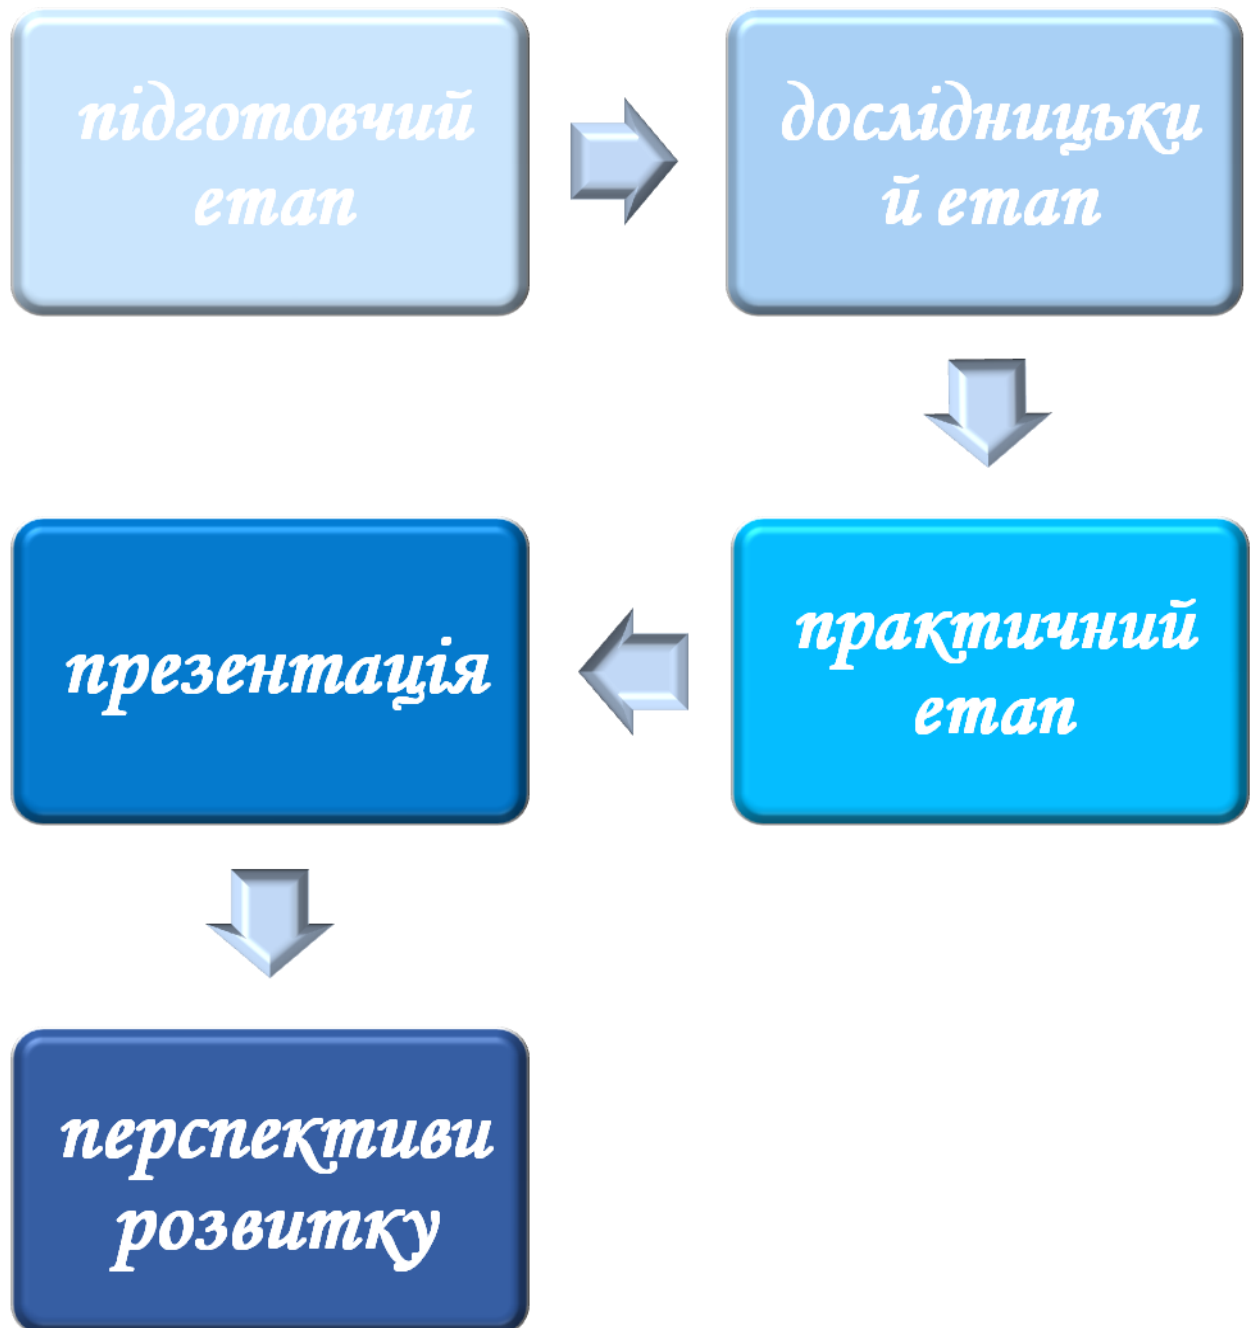 підготовчий
етап
дослідницьки
й етап
практичний
етап
презентація
перспективи
розвитку